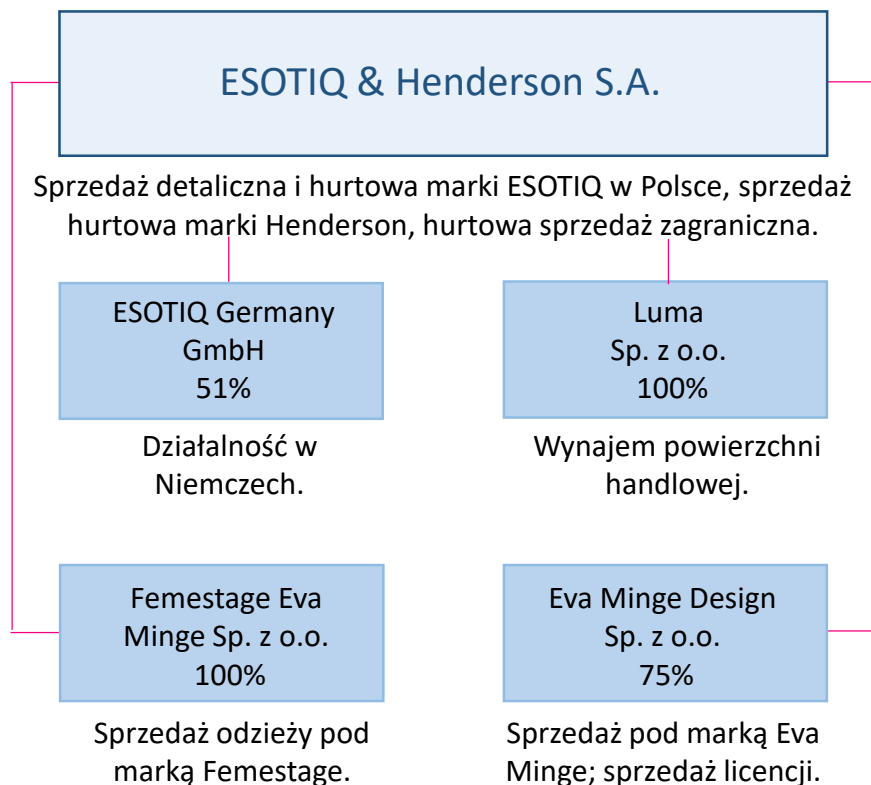 ESOTIQ & Henderson S.A.
Sprzedaż detaliczna i hurtowa marki ESOTIQ w Polsce, sprzedaż
hurtowa marki Henderson, hurtowa sprzedaż zagraniczna.
ESOTIQ Germany
GmbH
51%
Działalność w
Niemczech.
Luma
Sp. z o.o.
100%
Wynajem powierzchni
handlowej.
Femestage Eva
Minge Sp. z o.o.
100%
Sprzedaż odzieży pod
marką Femestage.
Eva Minge Design
Sp. z o.o.
75%
Sprzedaż pod marką Eva
Minge; sprzedaż licencji.